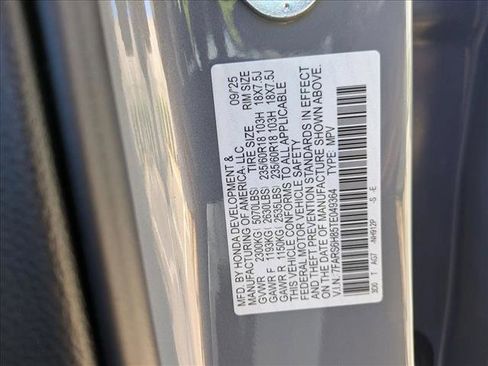 MFD. BY HONDA DEVELOPMENT & 09/25
MANUFACTURING OF AMERICA, LLC
TIRE SIZE RIM SIZE
GVWR 2300KG( 5070LBS)
GAWR F 1193KG( 2630LBS) 235/60R18 103H 18X7.5J
GAWR R 1150KG( 2535LBS) 235/60R18 103H 18X7.5J
THIS VEHICLE CONFORMS TO ALL APPLICABLE
FEDERAL MOTOR VEHICLE SAFETY
AND THEFT PREVENTION STANDARDS IN EFFECT
ON THE DATE OF MANUFACTURE SHOWN ABOVE.
V.I.N.: TYPE: MPV
NH912P -S -E